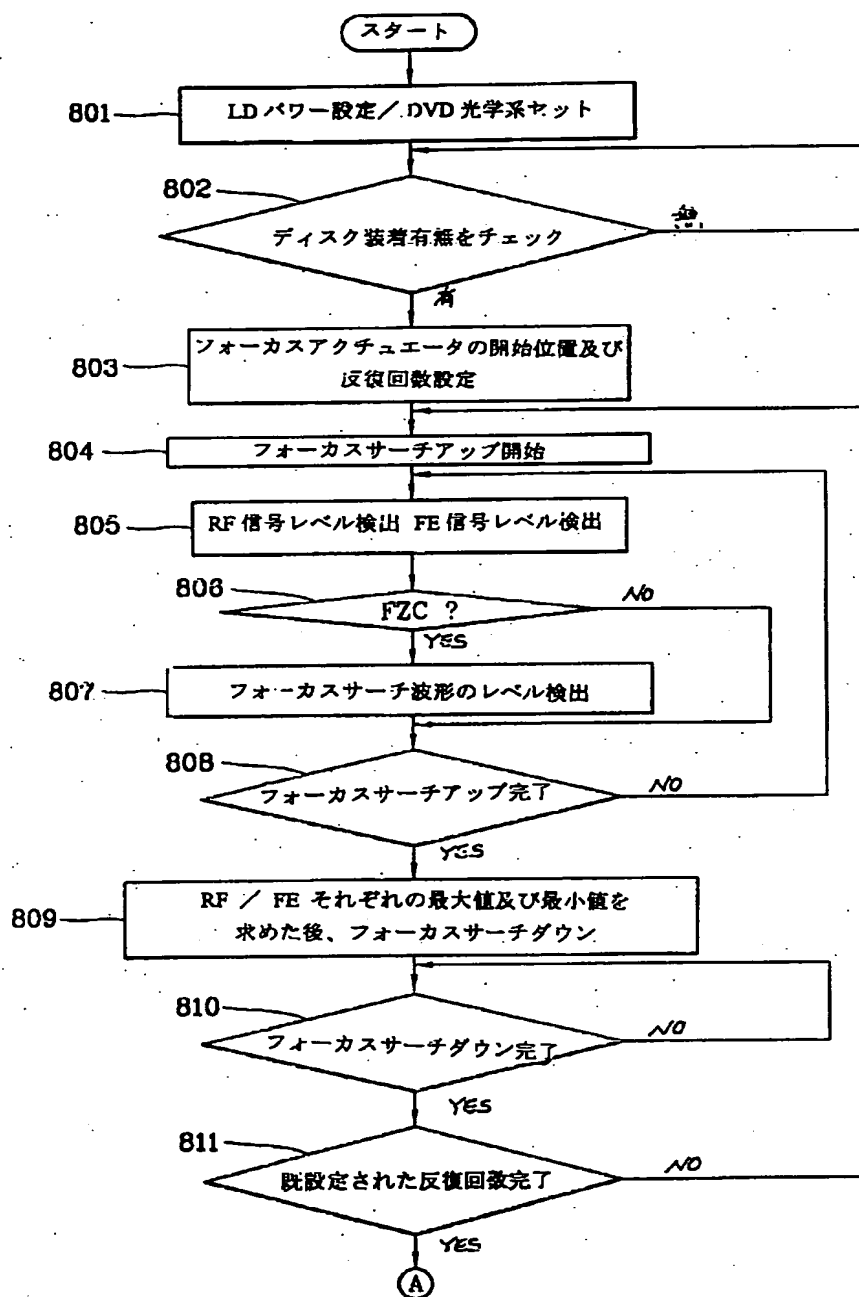 スタート
801
LD パワー設定／DVD 光学系セット
802
ディスク装着有無をチェック
無
有
803
フォーカスアクチュエータの開始位置及び
反復回数設定
804
フォーカスサーチアップ開始
805
RF 信号レベル検出 FE 信号レベル検出
806
FZC ?
NO
YES
807
フォーカスサーチ波形のレベル検出
808
フォーカスサーチアップ完了
NO
YES
809
RF ／ FE それぞれの最大値及び最小値を
求めた後、フォーカスサーチダウン
810
フォーカスサーチダウン完了
NO
YES
811
既設定された反復回数完了
NO
YES
A